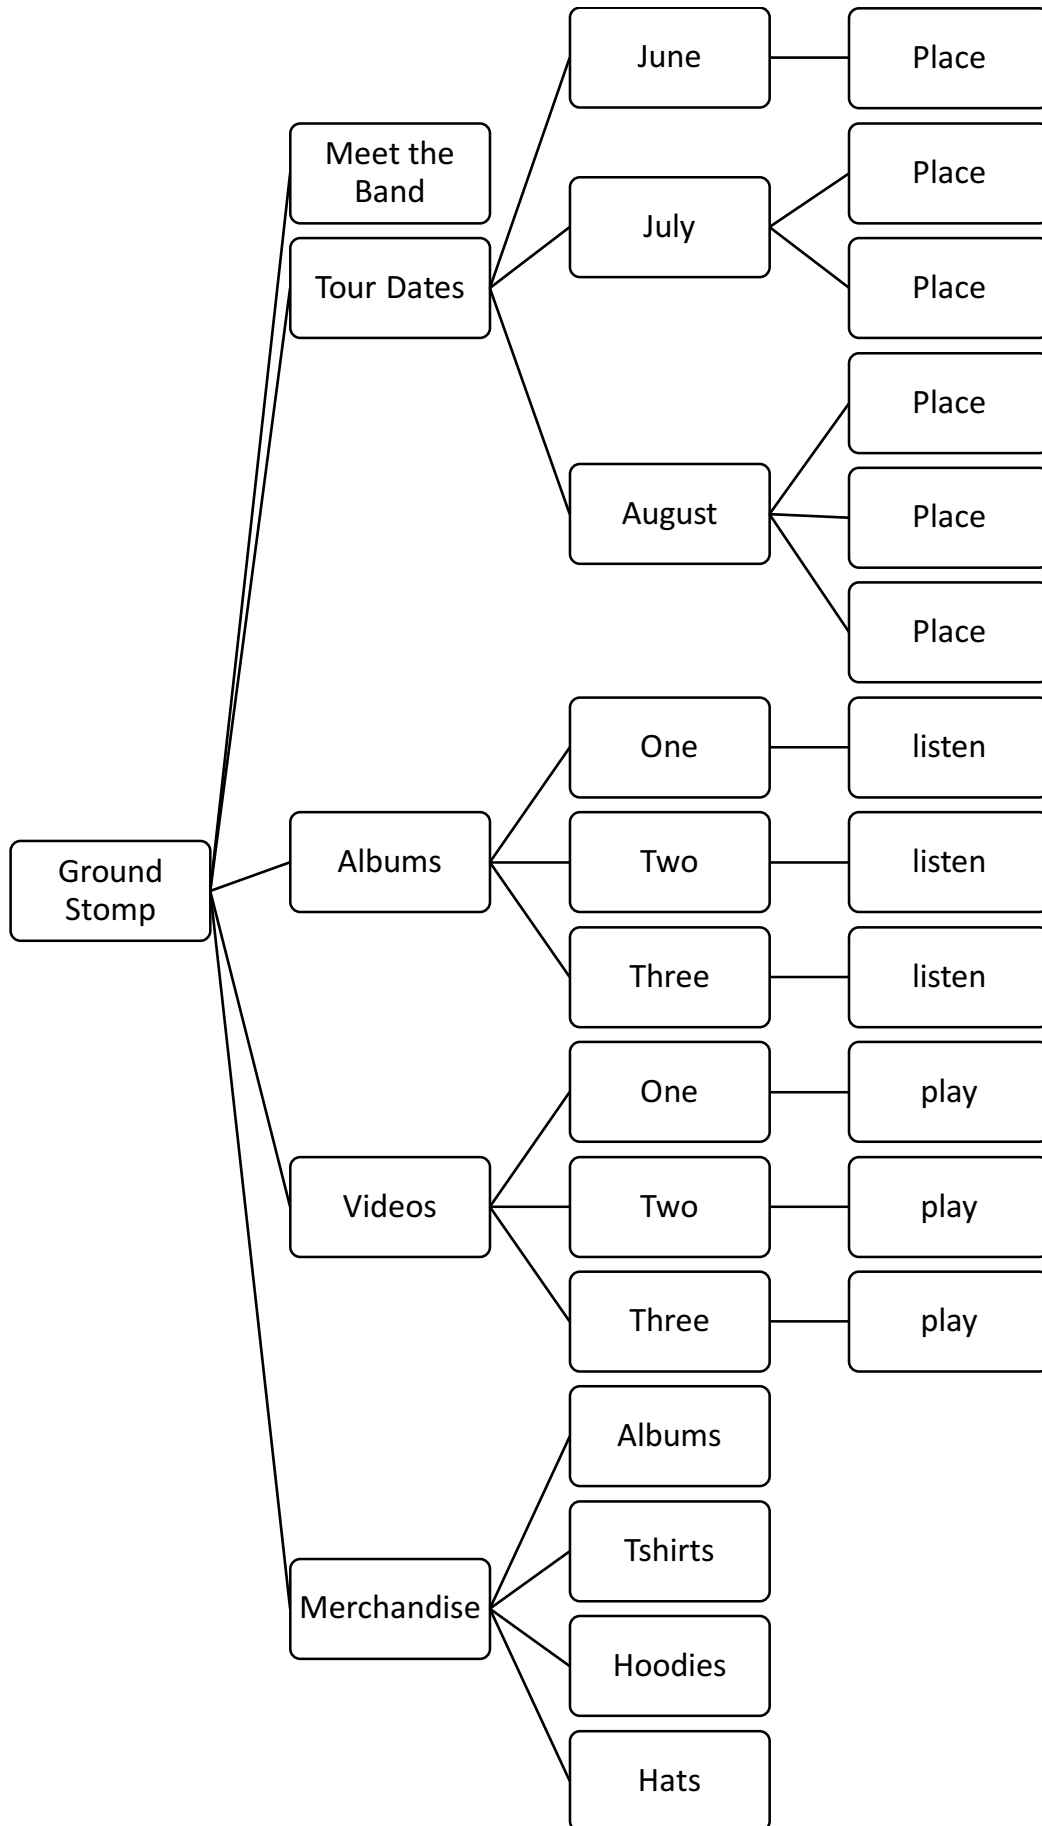 June
Place
Meet the
Band
Place
July
Tour Dates
Place
Place
August
Place
Place
One
listen
Ground
Stomp
Albums
Two
listen
Three
listen
One
play
Videos
Two
play
Three
play
Albums
Tshirts
Merchandise
Hoodies
Hats